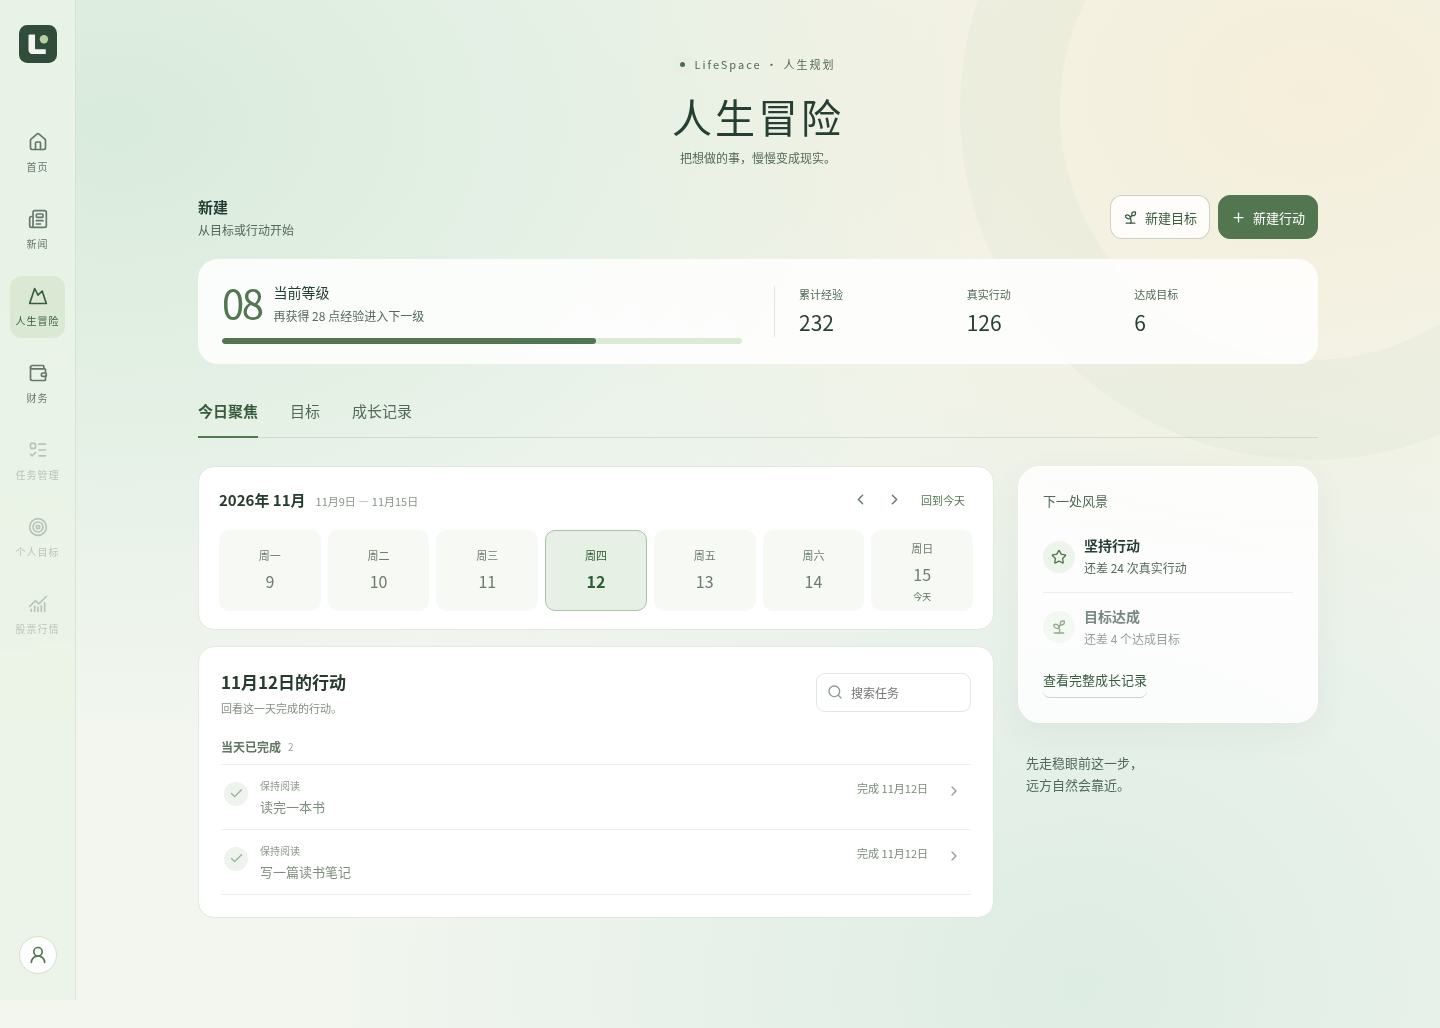 首页
新闻
人生冒险
财务
任务管理
个人目标
股票行情
LifeSpace · 人生规划
人生冒险
把想做的事，慢慢变成现实。
新建
从目标或行动开始
新建目标
新建行动
08
当前等级
再获得 28 点经验进入下一级
累计经验
232
真实行动
126
达成目标
6
今日聚焦
目标
成长记录
2026年 11月 11月9日 — 11月15日
回到今天
周一
9
周二
10
周三
11
周四
12
周五
13
周六
14
周日
15
今天
11月12日的行动
回看这一天完成的行动。
搜索任务
当天已完成 2
保持阅读
读完一本书
完成 11月12日
保持阅读
写一篇读书笔记
完成 11月12日
下一处风景
坚持行动
还差 24 次真实行动
目标达成
还差 4 个达成目标
查看完整成长记录
先走稳眼前这一步，
远方自然会靠近。